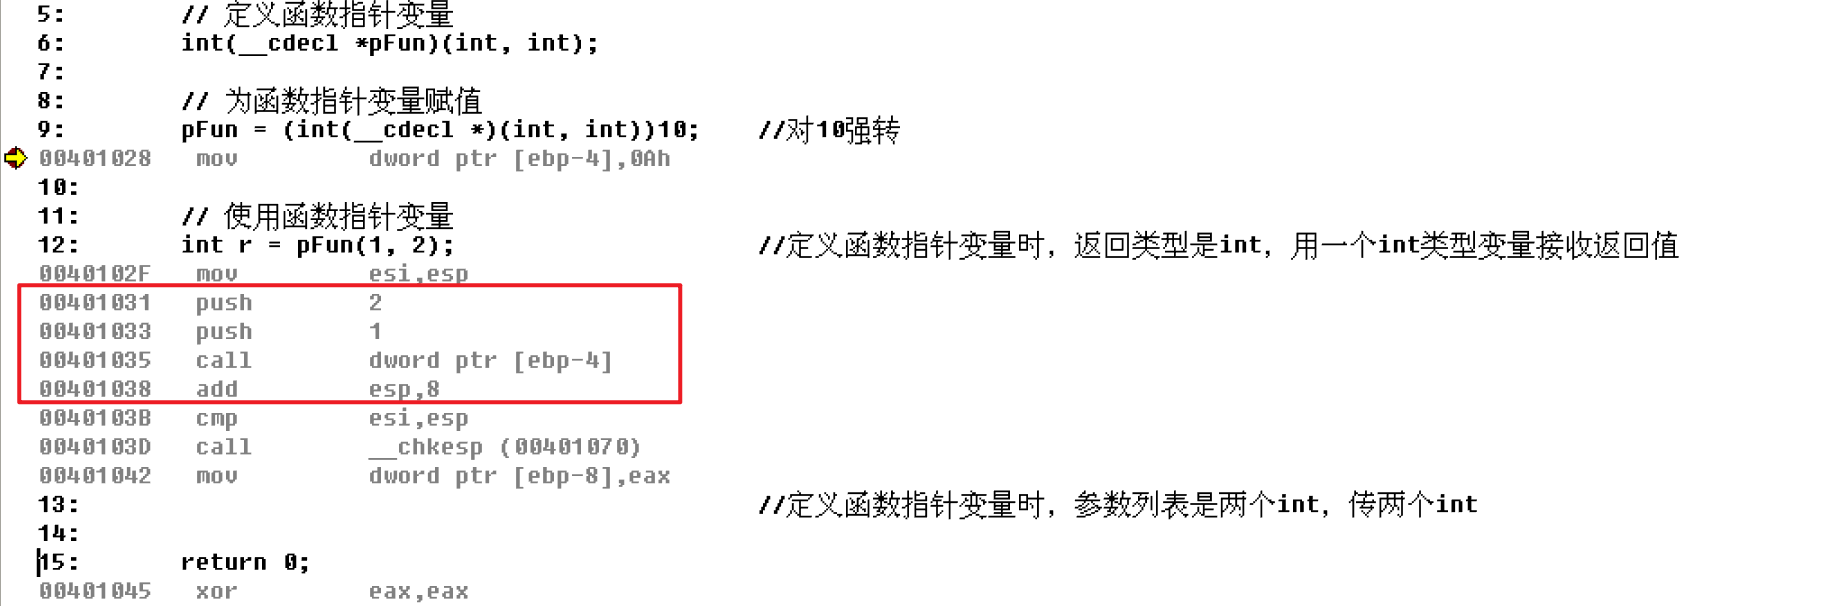 5: // 定义函数指针变量
6: int(__cdecl *pFun)(int, int);
7:
8: // 为函数指针变量赋值
9: pFun = (int(__cdecl *)(int, int))10; //对10强转
00401028 mov dword ptr [ebp-4],0Ah
10:
11: // 使用函数指针变量
12: int r = pFun(1, 2); //定义函数指针变量时，返回类型是int，用一个int类型变量接收返回值
0040102F mov esi,esp
00401031 push 2
00401033 push 1
00401035 call dword ptr [ebp-4]
00401038 add esp,8
0040103B cmp esi,esp
0040103D call __chkesp (00401070)
00401042 mov dword ptr [ebp-8],eax
13: //定义函数指针变量时，参数列表是两个int，传两个int
14:
15: return 0;
00401045 xor eax,eax